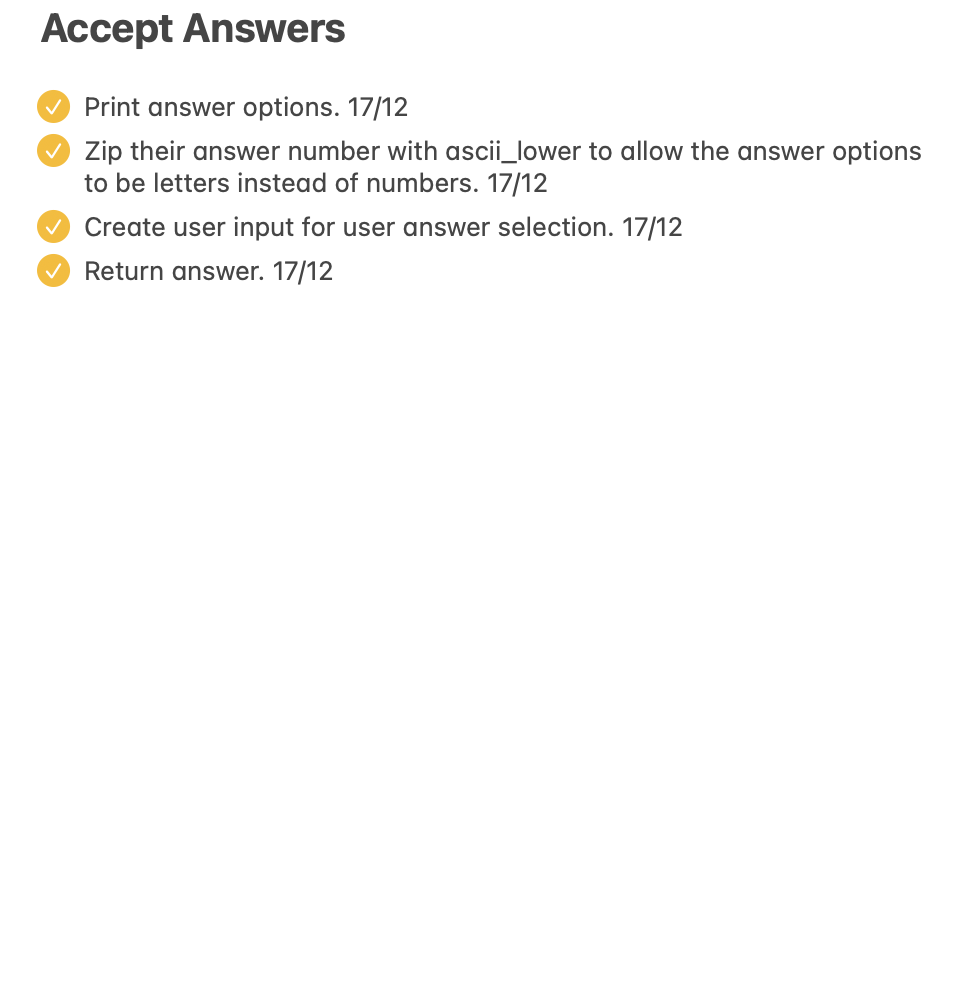 Accept Answers
Print answer options. 17/12
Zip their answer number with ascii_lower to allow the answer options
to be letters instead of numbers. 17/12
Create user input for user answer selection. 17/12
Return answer. 17/12